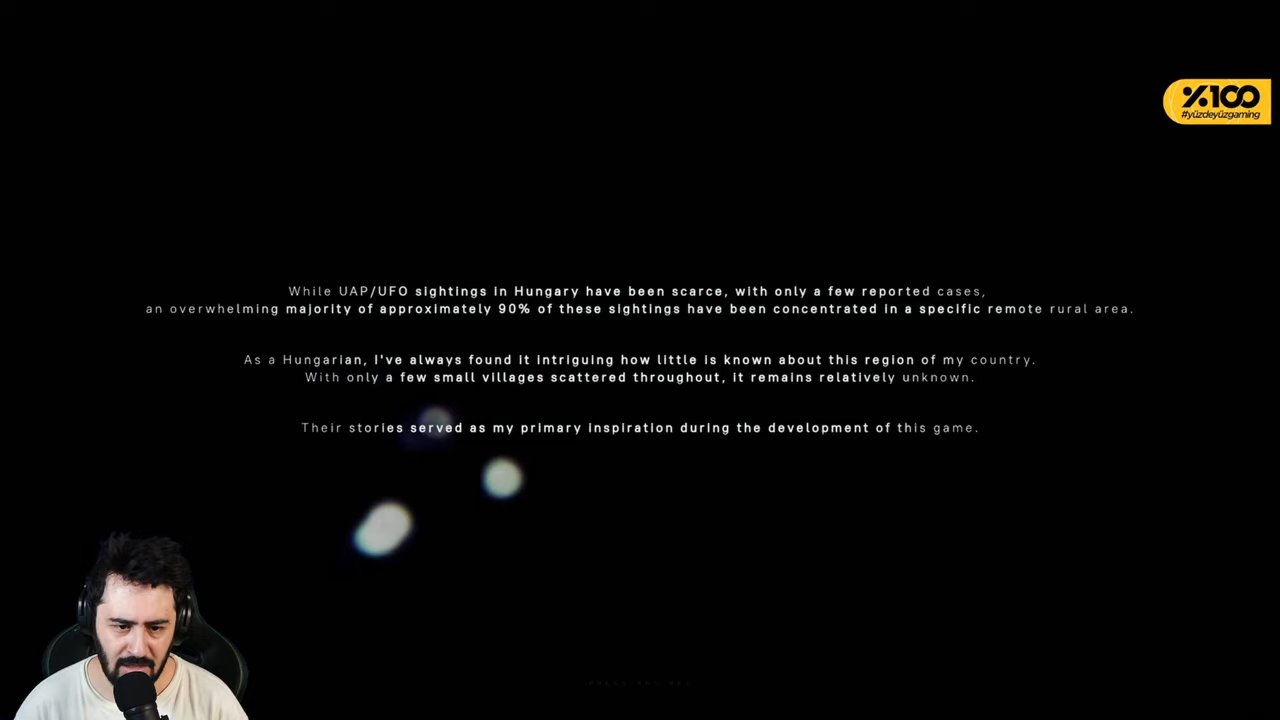 %100
#yüzdeyüzgaming
While UAP/UFO sightings in Hungary have been scarce, with only a few reported cases,
an overwhelming majority of approximately 90% of these sightings have been concentrated in a specific remote rural area.
As a Hungarian, I've always found it intriguing how little is known about this region of my country.
With only a few small villages scattered throughout, it remains relatively unknown.
Their stories served as my primary inspiration during the development of this game.